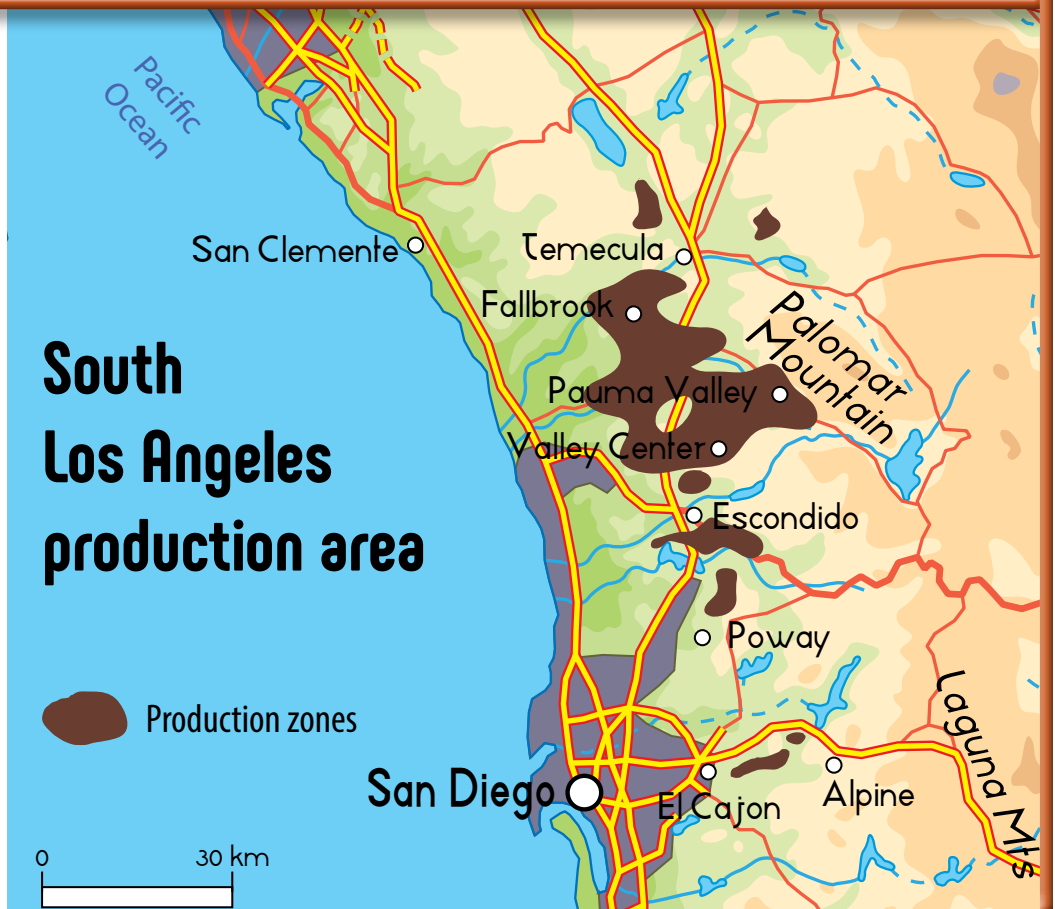 Pacific
Ocean
San Clemente
Temecula
Fallbrook
Palomar
Mountain
South
Los Angeles
production area
Pauma Valley
Valley Center
Escondido
Poway
Production zones
Laguna Mts
San Diego
El Cajon
Alpine
0 30 km